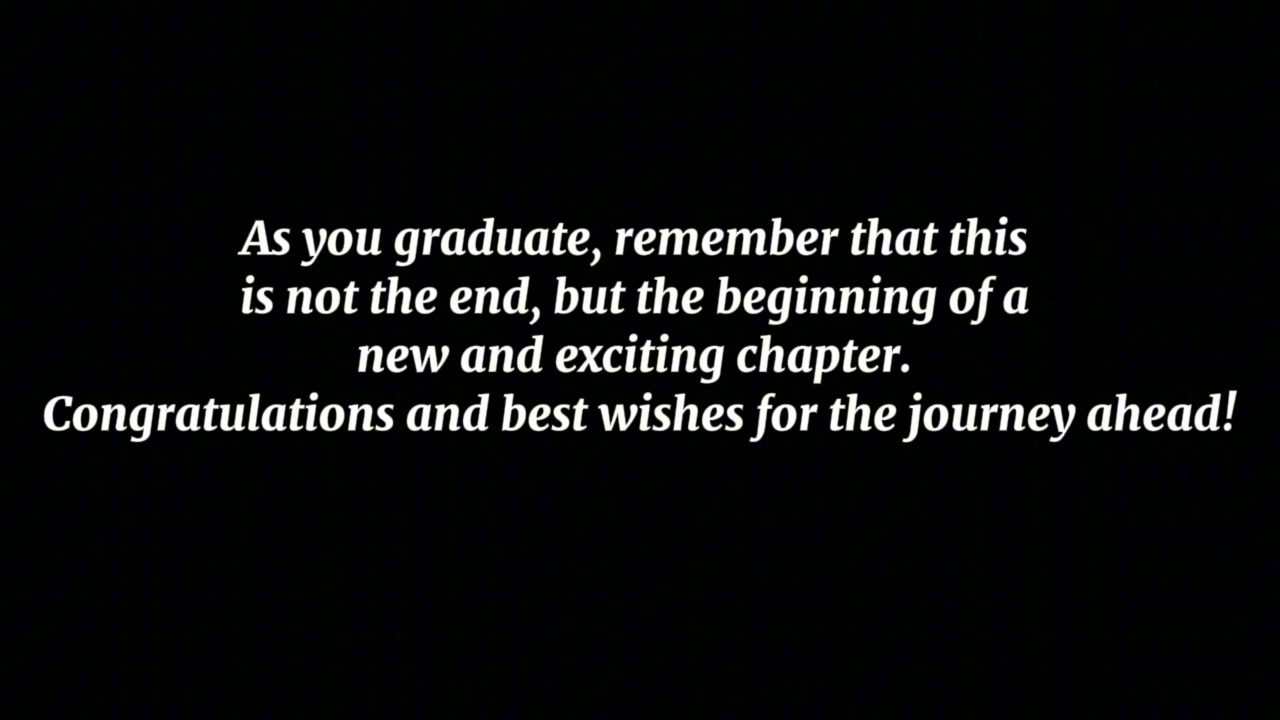 As you graduate, remember that this
is not the end, but the beginning of a
new and exciting chapter.
Congratulations and best wishes for the journey ahead!